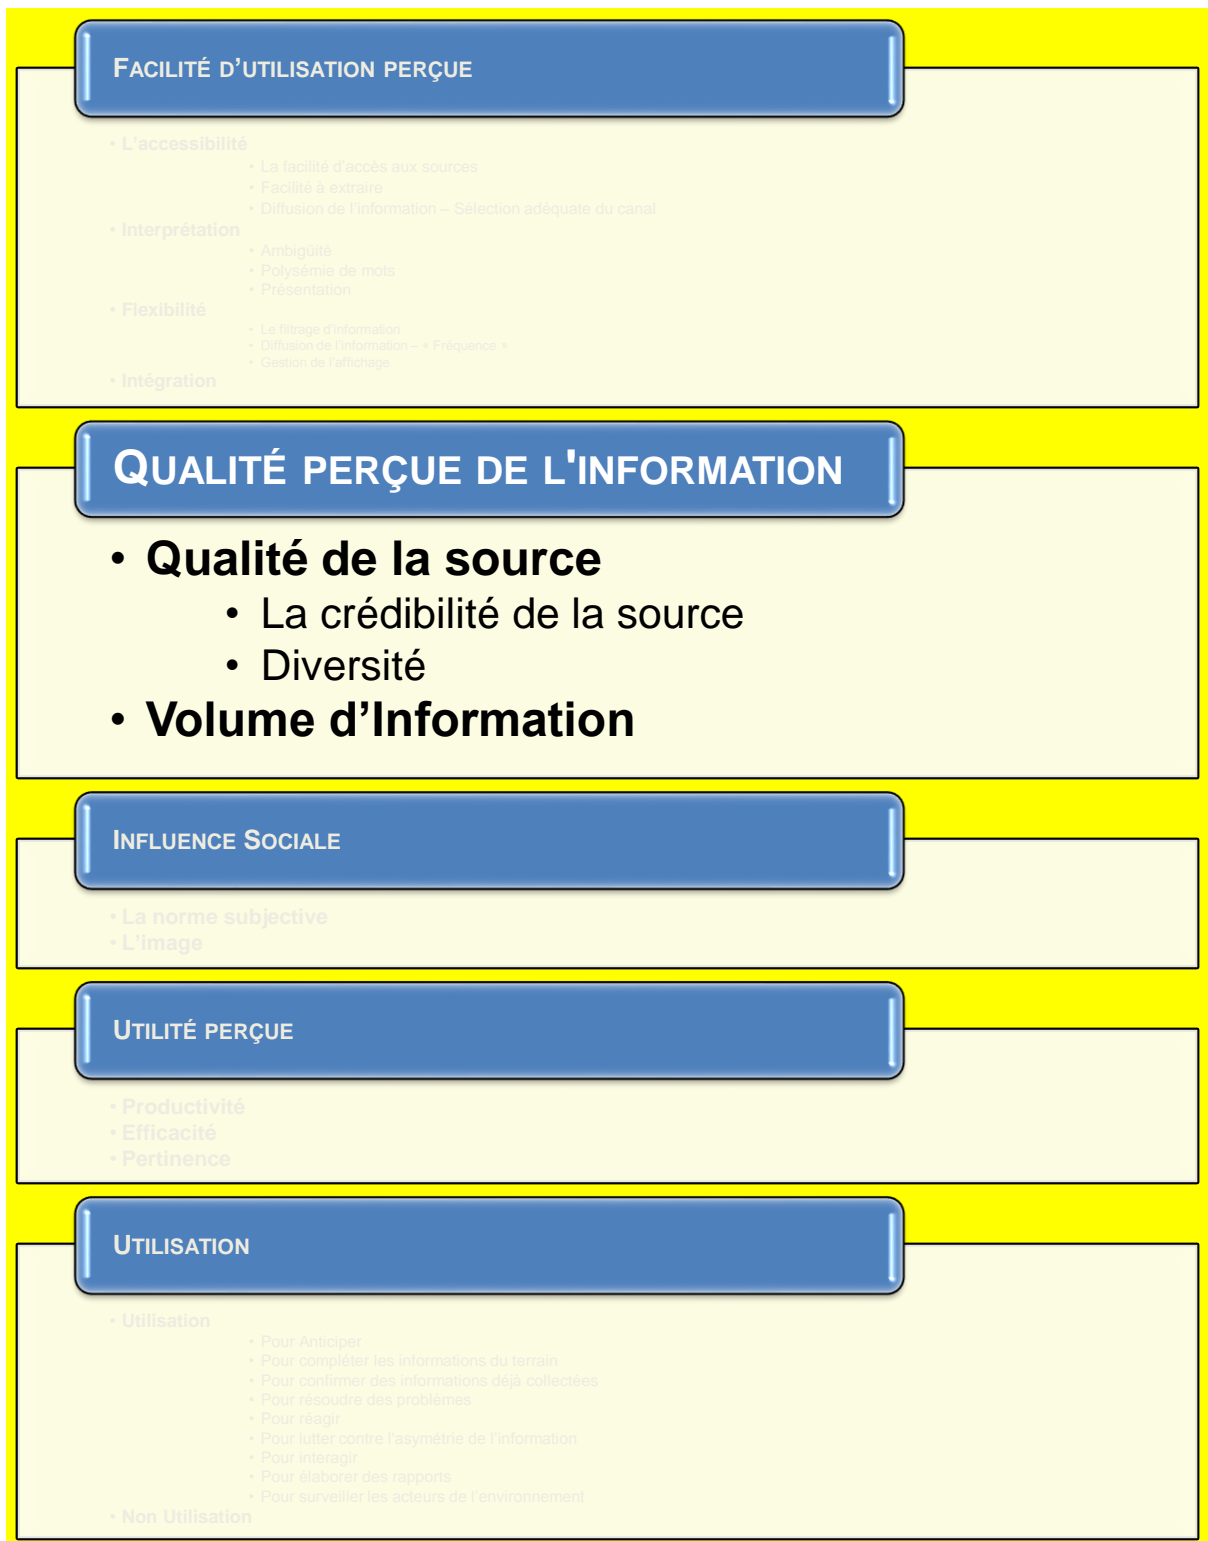 FACILITÉ D’UTILISATION PERÇUE
• L’accessibilité
• La facilité d’accès aux sources
• Facilité à extraire
• Diffusion de l’information – Sélection adéquate du canal
• Interprétation
• Ambigüité
• Polysémie de mots
• Présentation
• Flexibilité
• Le filtrage d’information
• Diffusion de l’information – « Fréquence »
• Gestion de l’affichage
• Intégration
QUALITÉ PERÇUE DE L'INFORMATION
• Qualité de la source
• La crédibilité de la source
• Diversité
• Volume d’Information
INFLUENCE SOCIALE
• La norme subjective
• L’image
UTILITÉ PERÇUE
• Productivité
• Efficacité
• Pertinence
UTILISATION
• Utilisation
• Pour Anticiper
• Pour compléter les informations du terrain
• Pour confirmer des informations déjà collectées
• Pour résoudre des problèmes
• Pour réagir
• Pour lutter contre l’asymétrie de l’information
• Pour interagir
• Pour élaborer des rapports
• Pour surveiller les acteurs de l’environnement
• Non Utilisation